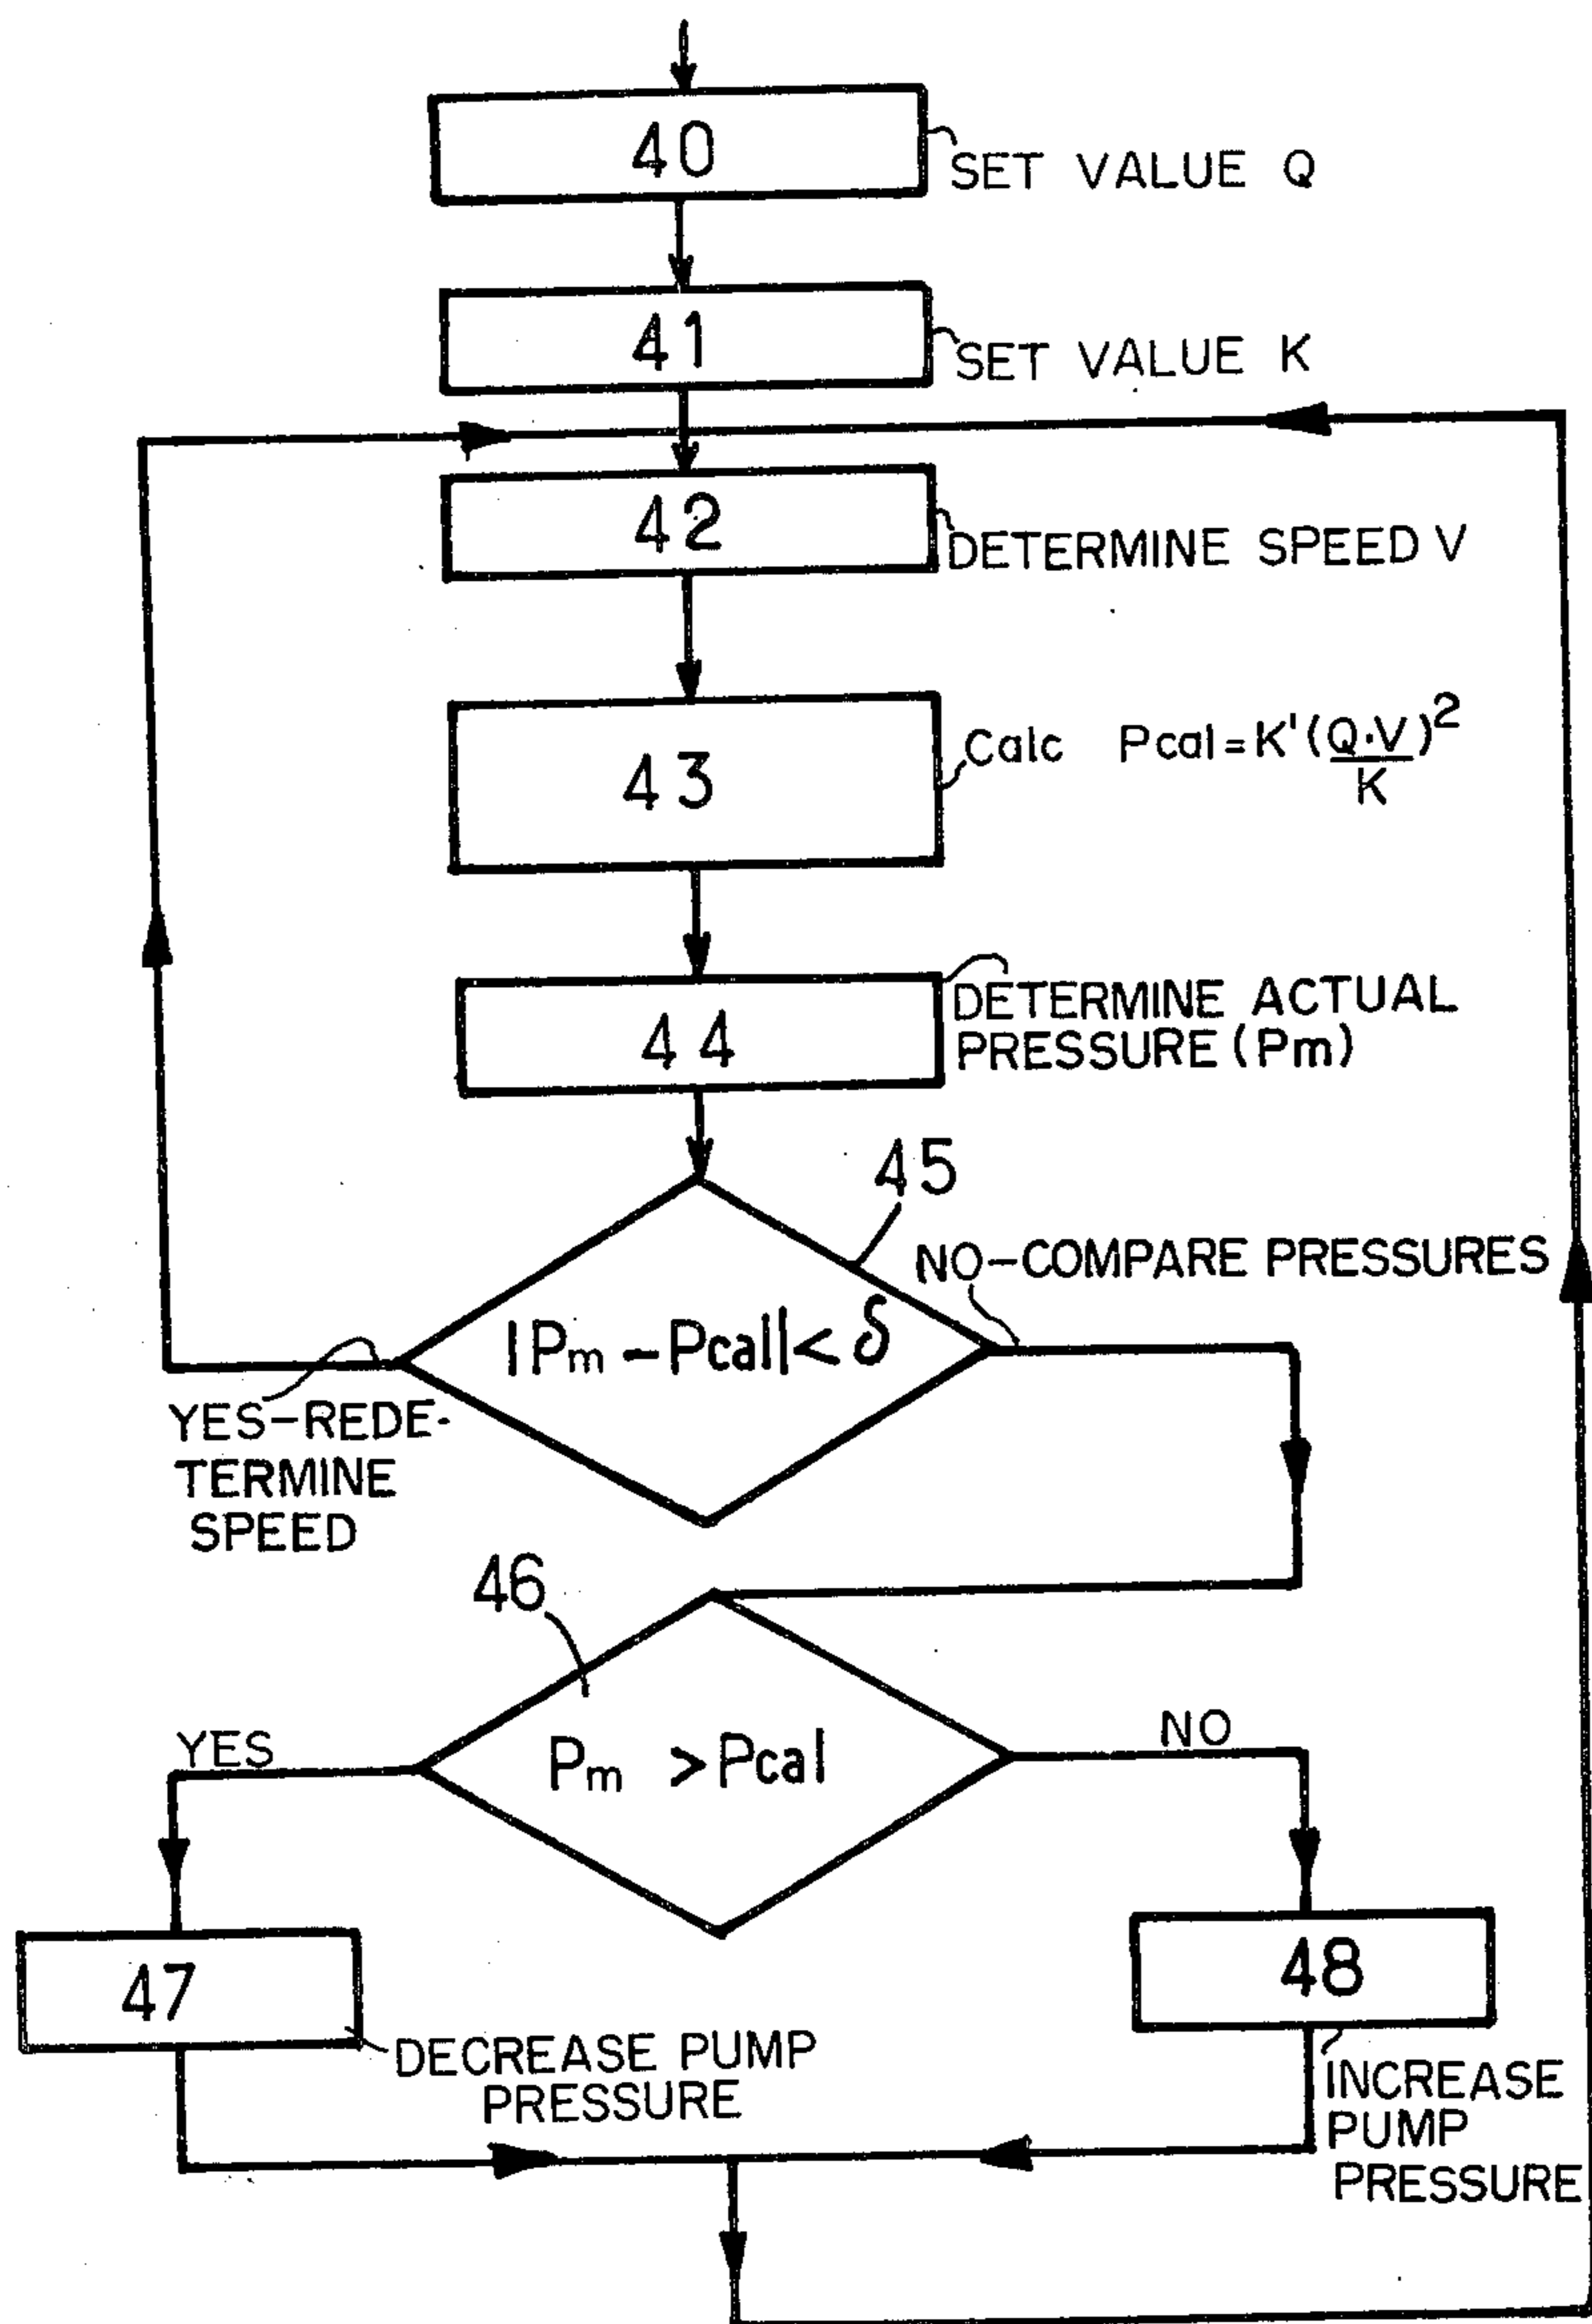 40
SET VALUE Q
41
SET VALUE K
42
DETERMINE SPEED V
43
Calc Pcal = K'(Q·V/K)²
44
DETERMINE ACTUAL
PRESSURE (Pm)
45
NO-COMPARE PRESSURES
|Pm - Pcal| < δ
YES-REDE-
TERMINE
SPEED
46
YES
Pm > Pcal
NO
47
DECREASE PUMP
PRESSURE
48
INCREASE
PUMP
PRESSURE